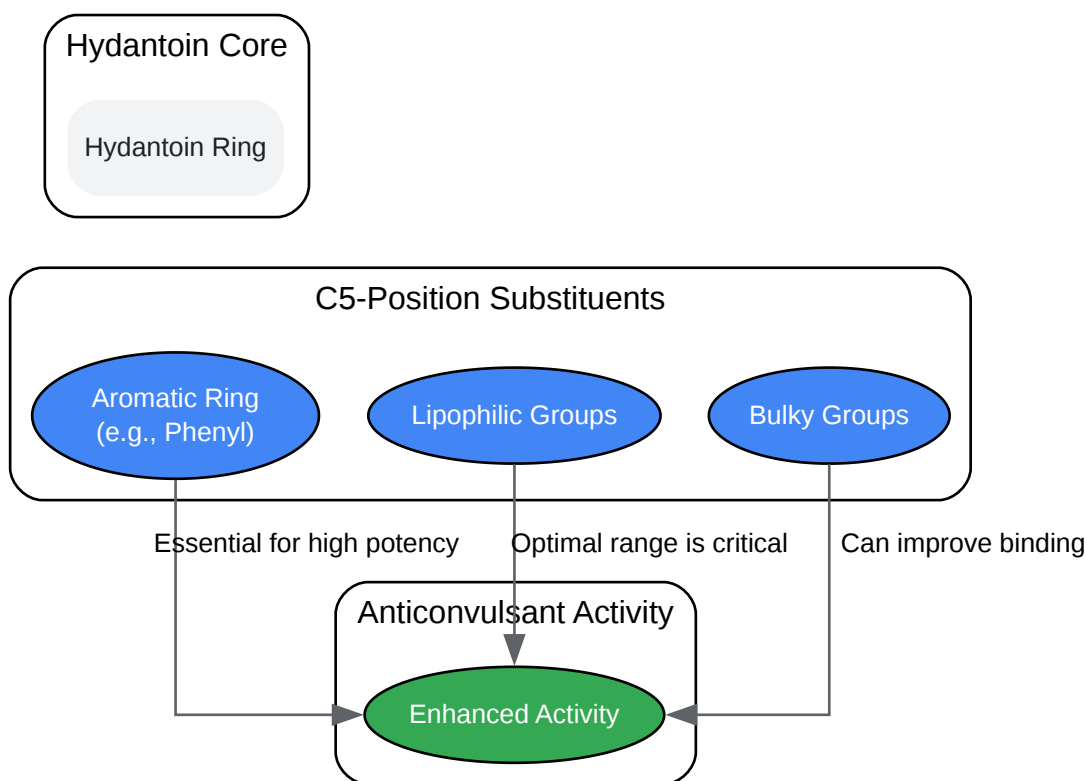 Hydantoin Core
Hydantoin Ring
C5-Position Substituents
Aromatic Ring
(e.g., Phenyl)
Lipophilic Groups
Bulky Groups
Essential for high potency
Optimal range is critical
Can improve binding
Anticonvulsant Activity
Enhanced Activity